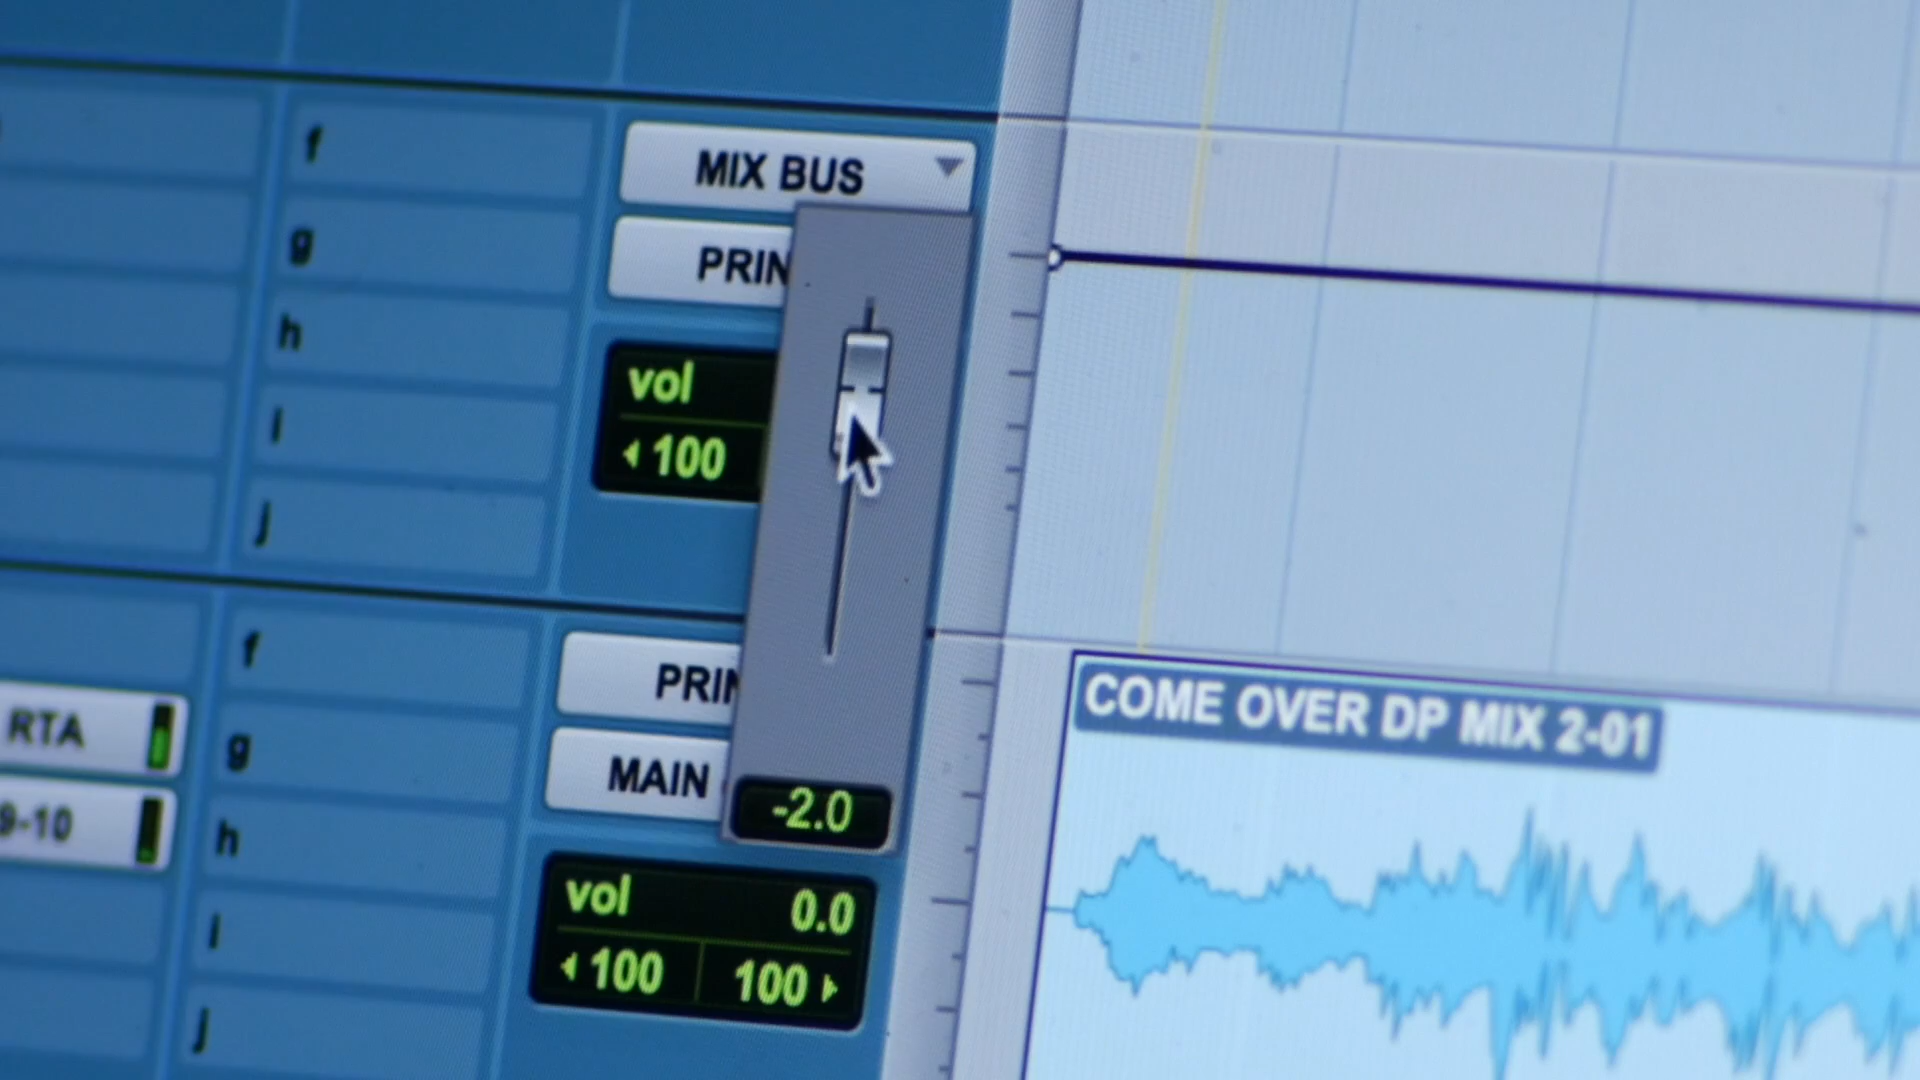 f
g
h
i
j
MIX BUS
PRIN
vol
100
-2.0
RTA
9-10
f
g
h
i
j
PRIN
MAIN
vol 0.0
100 100
COME OVER DP MIX 2-01